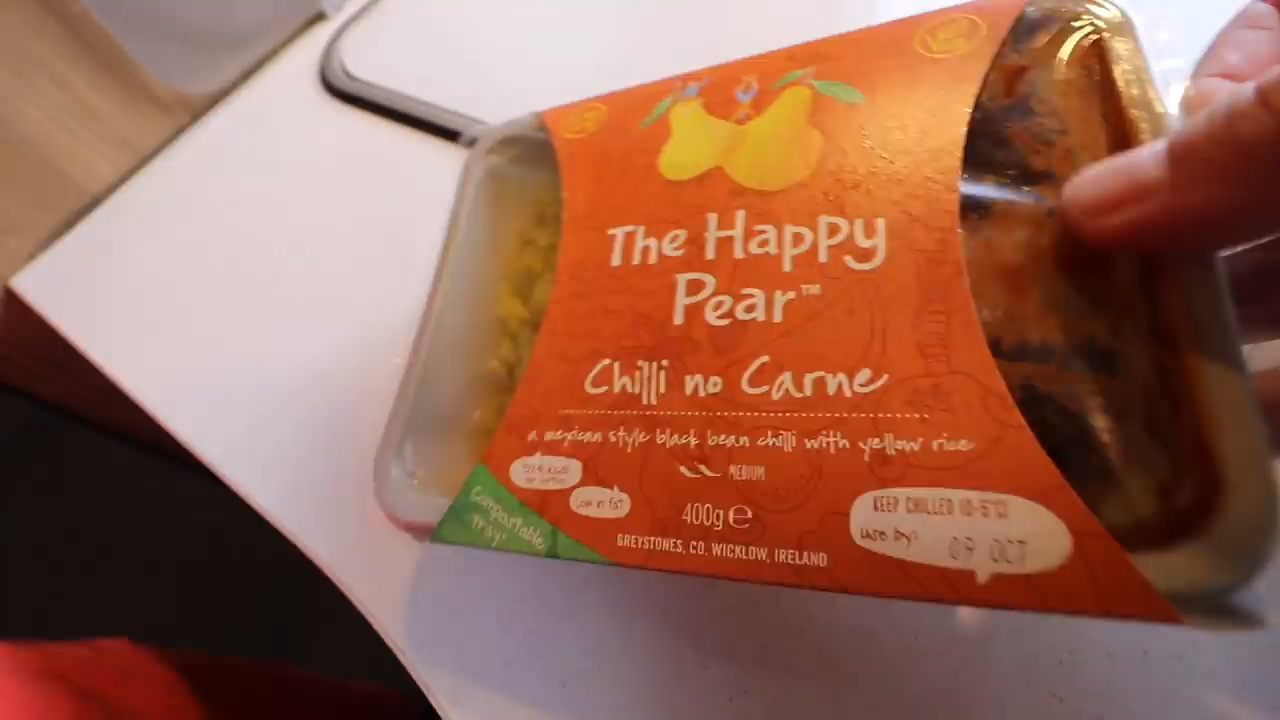 The Happy
Pear™
Chilli no Carne
a mexican style black bean chilli with yellow rice
MEDIUM
Low in fat
400g e
GREYSTONES, CO. WICKLOW, IRELAND
Compostable
tray*
KEEP CHILLED (0-5°C)
use by: 09 OCT